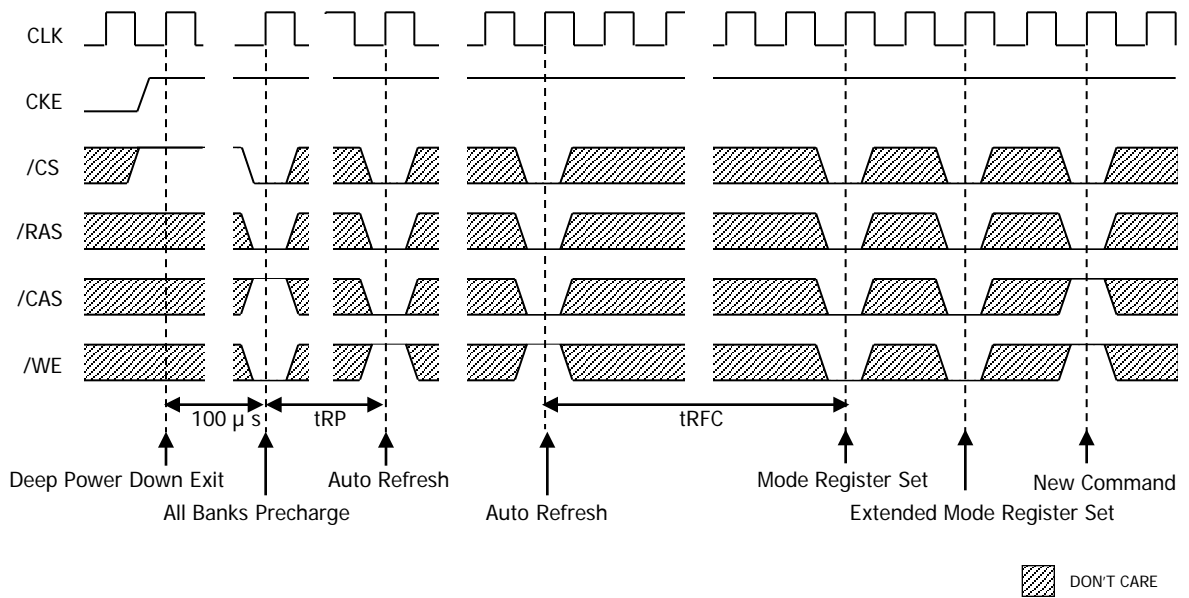 CLK
CKE
/CS
/RAS
/CAS
/WE
100 μ s
tRP
tRFC
Deep Power Down Exit
All Banks Precharge
Auto Refresh
Auto Refresh
Mode Register Set
Extended Mode Register Set
New Command
DON'T CARE